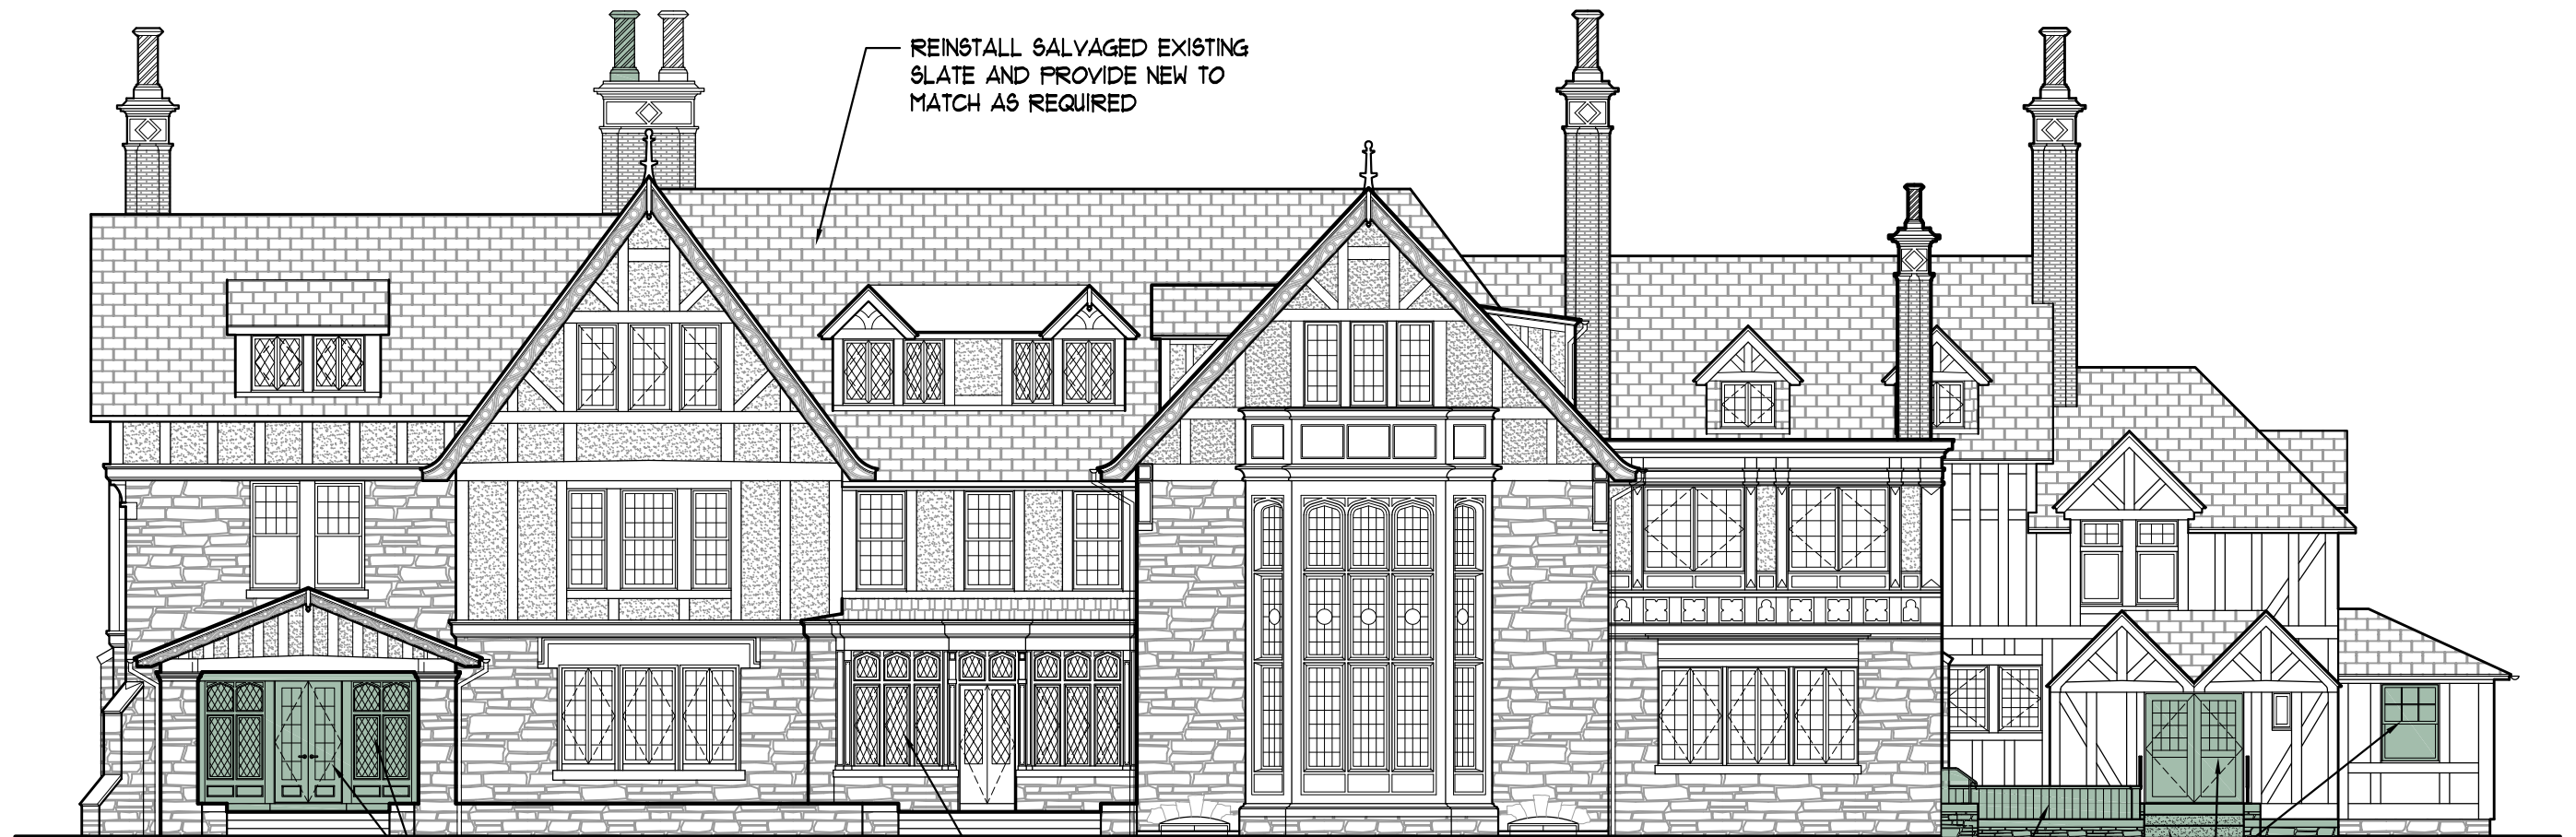 REINSTALL SALVAGED EXISTING
SLATE AND PROVIDE NEW TO
MATCH AS REQUIRED